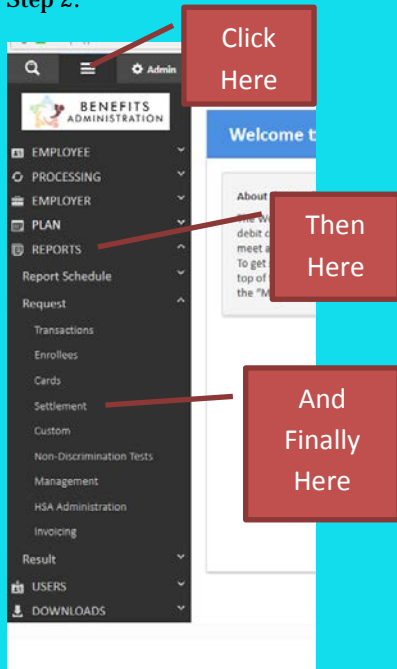 Step 2:
Click
Here
Admin
BENEFITS
ADMINISTRATION
Welcome t
EMPLOYEE
PROCESSING
EMPLOYER
PLAN
REPORTS
Report Schedule
Request
Transactions
Enrollees
Cards
Settlement
Custom
Non-Discrimination Tests
Management
HSA Administration
Invoicing
Result
USERS
DOWNLOADS
About
debit c
meet a
To get
top of
the "M
Then
Here
And
Finally
Here